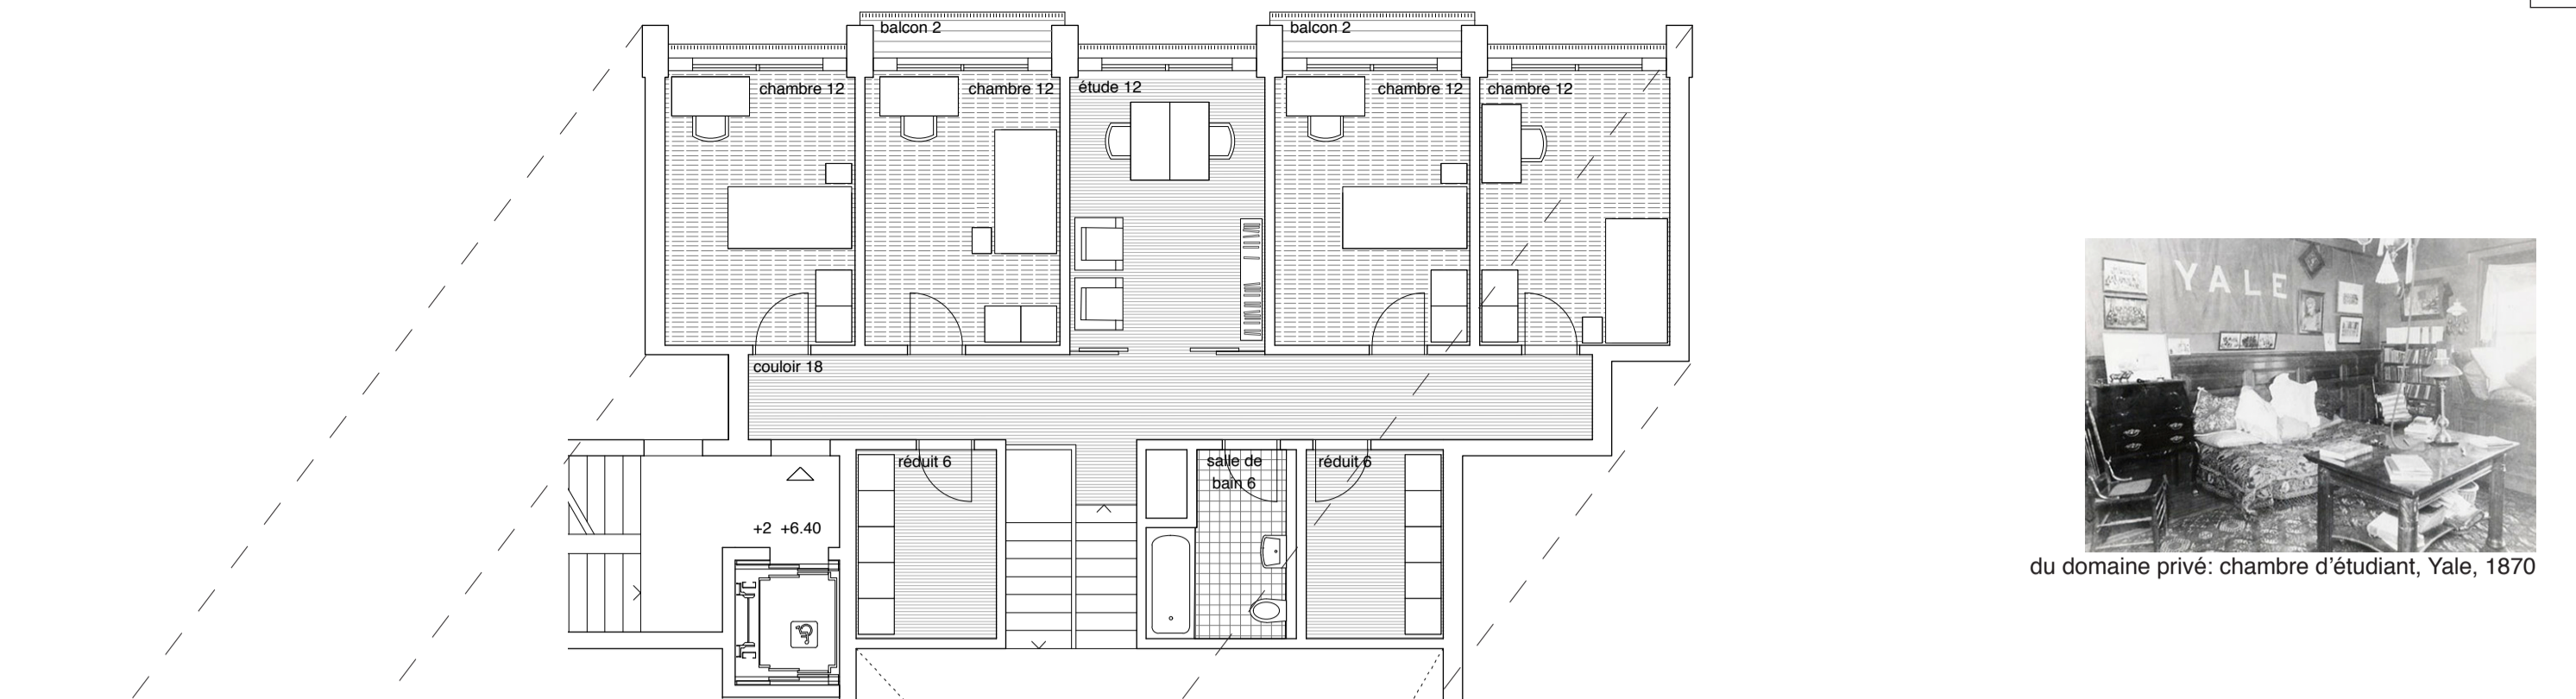 balcon 2
balcon 2
chambre 12
chambre 12
étude 12
chambre 12
chambre 12
couloir 18
réduit 6
salle de
bain 6
réduit 6
+2 +6.40
YALE
du domaine privé: chambre d'étudiant, Yale, 1870